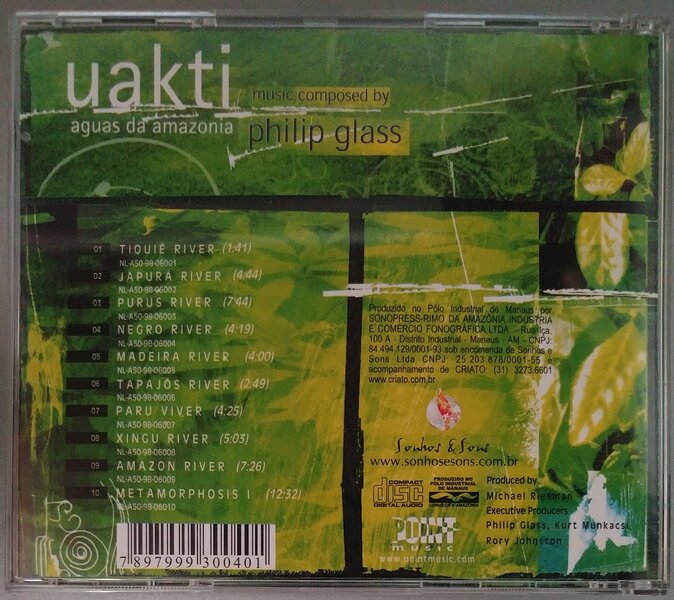 uakti
music composed by
aguas da amazonia
philip glass
01 TIQUIÊ RIVER (1:41)
NL-A50-98-06001
02 JAPURÁ RIVER (4:44)
NL-A50-98-06002
03 PURUS RIVER (7:44)
NL-A50-98-06003
04 NEGRO RIVER (4:19)
NL-A50-98-06004
05 MADEIRA RIVER (4:00)
NL-A50-98-06005
06 TAPAJÓS RIVER (2:49)
NL-A50-98-06006
07 PARU VIVER (4:25)
NL-A50-98-06007
08 XINGU RIVER (5:03)
NL-A50-98-06008
09 AMAZON RIVER (7:26)
NL-A50-98-06009
10 METAMORPHOSIS I (12:32)
NL-A50-98-06010
7 897999 300401
Produzido no Pólo Industrial de Manaus por
SONOPRESS-RIMO DA AMAZÔNIA INDÚSTRIA
E COMÉRCIO FONOGRÁFICA LTDA. - Rua Içá,
100 A - Distrito Industrial - Manaus - AM - CNPJ:
84.494.129/0001-93 sob encomenda de Sonhos e
Sons Ltda CNPJ: 25 203 878/0001-55 e
acompanhamento de CRIATO: (31) 3273.6601
www.criato.com.br
Sonhos & Sons
www.sonhosesons.com.br
COMPACT
disc
DIGITAL AUDIO
PRODUZIDO NO
PÓLO INDUSTRIAL
DE MANAUS
CONHEÇA A AMAZÔNIA
POINT
music
www.pointmusic.com
Produced by
Michael Riesman
Executive Producers
Philip Glass, Kurt Munkacsi
Rory Johnston